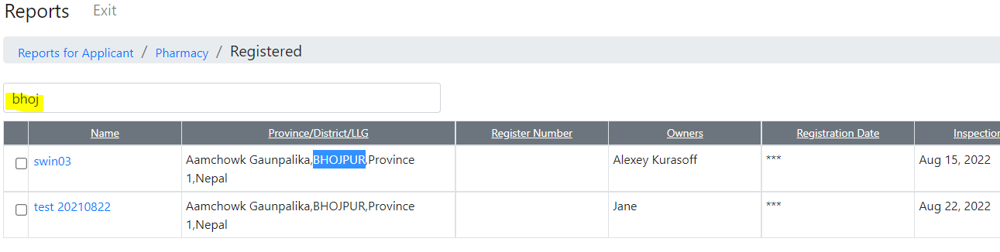 Reports Exit
Reports for Applicant / Pharmacy / Registered
bhoj
Name Province/District/LLG Register Number Owners Registration Date Inspection
swin03 Aamchowk Gaunpalika,BHOJPUR,Province Alexey Kurasoff *** Aug 15, 2022
1,Nepal
test 20210822 Aamchowk Gaunpalika,BHOJPUR,Province Jane *** Aug 22, 2022
1,Nepal